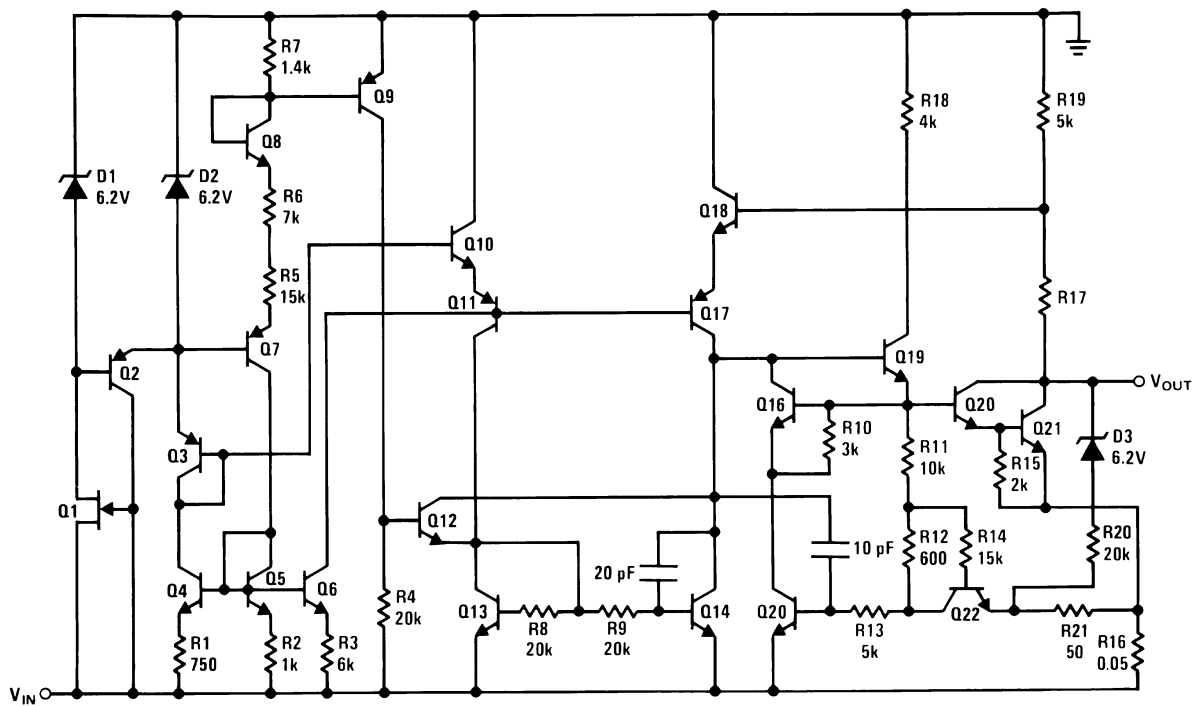 R7
1.4k
Q9
R18
4k
R19
5k
Q8
D1
6.2V
D2
6.2V
R6
7k
Q18
Q10
R5
15k
R17
Q11
Q17
Q7
Q2
Q19
VOUT
Q16
Q20
Q21
R10
3k
D3
6.2V
Q3
R11
10k
R15
2k
Q1
Q12
R12
600
R14
15k
R20
20k
10 pF
20 pF
Q4
Q5
Q6
R4
20k
Q13
Q14
Q20
Q22
R8
20k
R9
20k
R13
5k
R21
50
R16
0.05
R1
750
R2
1k
R3
6k
VIN